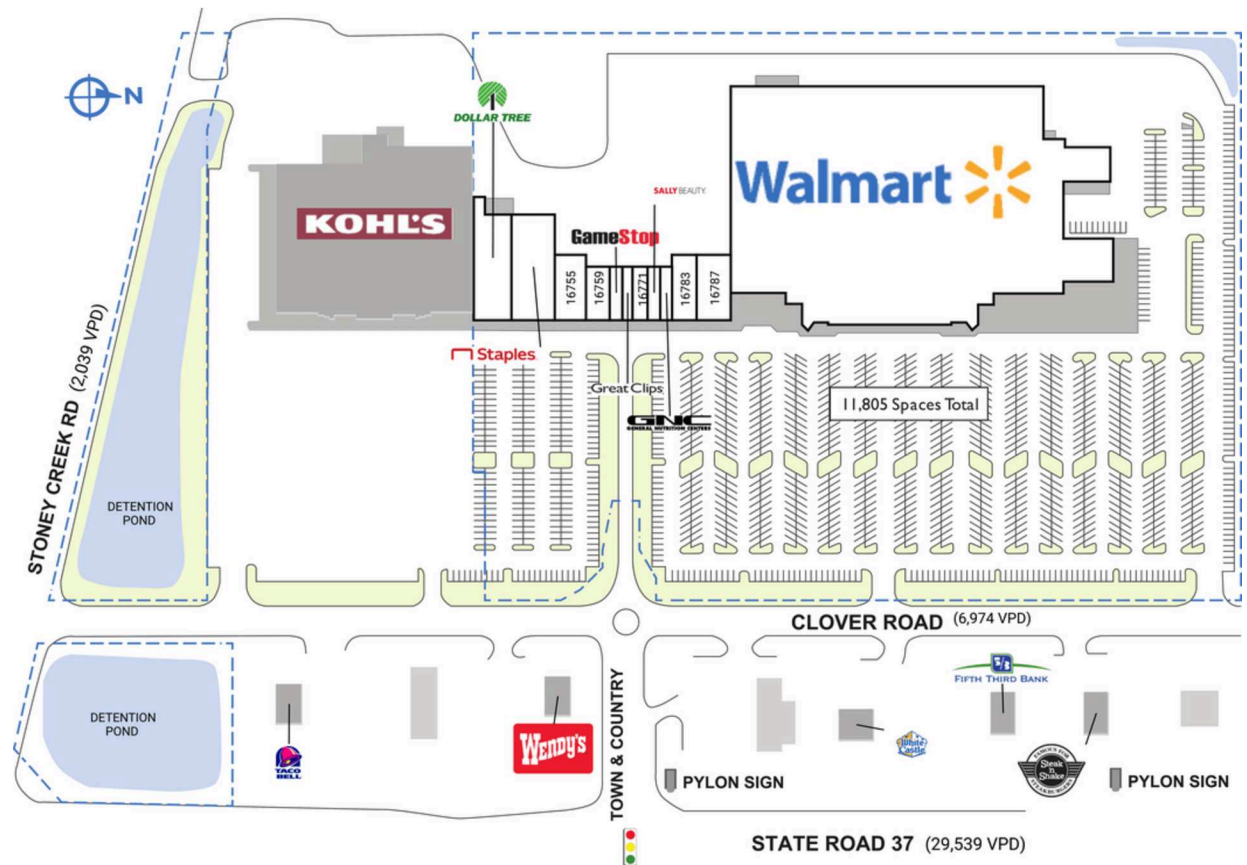 N
DOLLAR TREE
KOHL'S
Walmart
SALLY BEAUTY.
GameStop
16755
16759
16771
16783
16787
Staples
Great Clips
GNC
GENERAL NUTRITION CENTERS
11,805 Spaces Total
STONEY CREEK RD (2,039 VPD)
DETENTION
POND
CLOVER ROAD (6,974 VPD)
DETENTION
POND
TACO
BELL
WENDY'S
TOWN & COUNTRY
FIFTH THIRD BANK
White
Castle
FAMOUS FOR
Steak
n
Shake
STEAKBURGERS
PYLON SIGN
PYLON SIGN
STATE ROAD 37 (29,539 VPD)